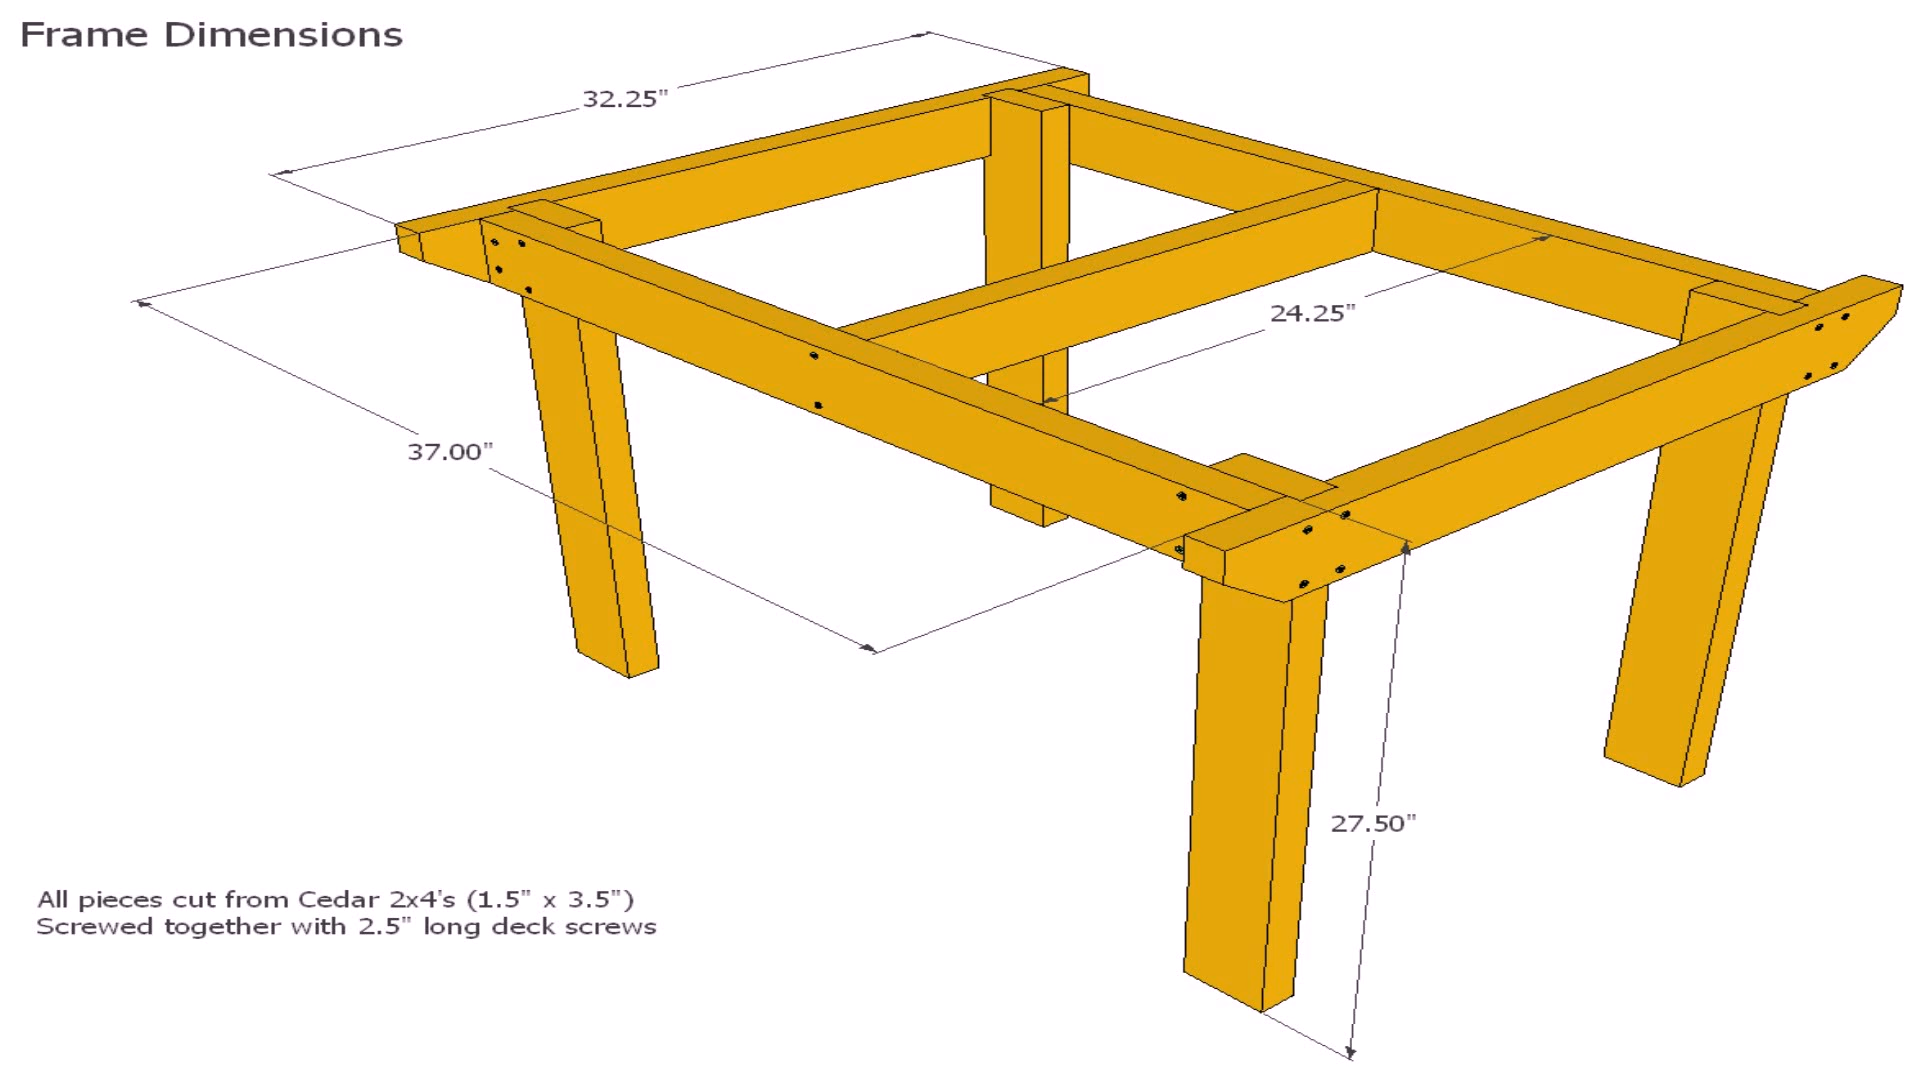 Frame Dimensions
32.25"
24.25"
37.00"
27.50"
All pieces cut from Cedar 2x4's (1.5" x 3.5")
Screwed together with 2.5" long deck screws